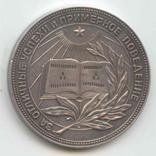 ЗА ОТЛИЧНЫЕ УСПЕХИ И ПРИМЕРНОЕ ПОВЕДЕНИЕ